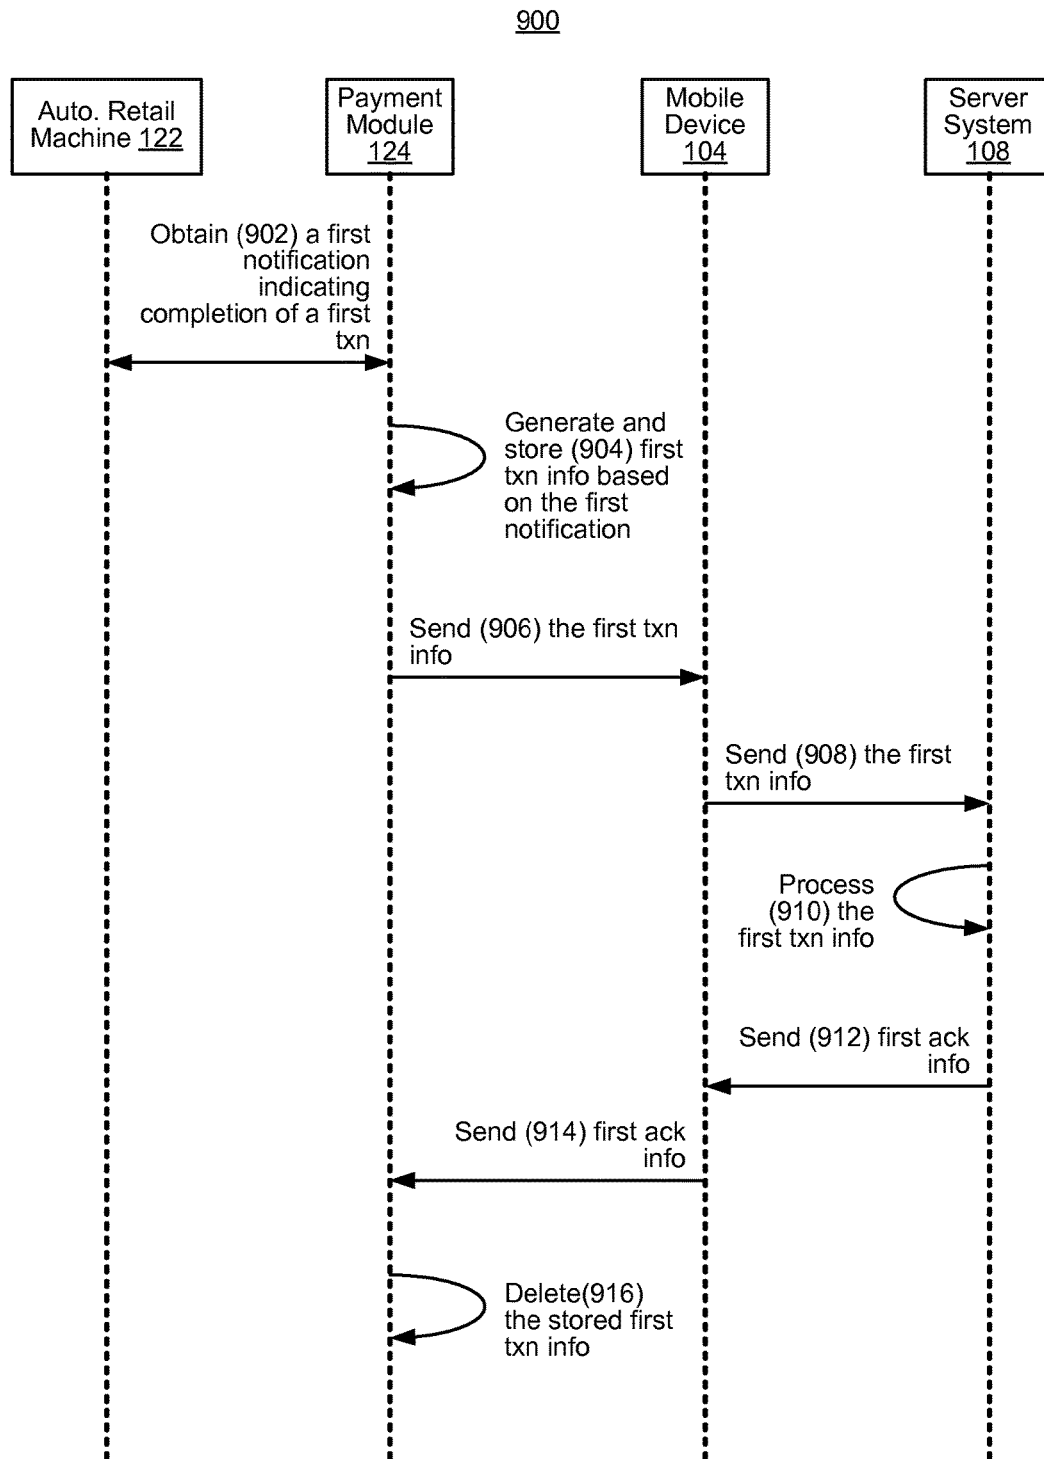 900
Auto. Retail
Machine 122
Payment
Module
124
Mobile
Device
104
Server
System
108
Obtain (902) a first
notification
indicating
completion of a first
txn
Generate and
store (904) first
txn info based
on the first
notification
Send (906) the first txn
info
Send (908) the first
txn info
Process
(910) the
first txn info
Send (912) first ack
info
Send (914) first ack
info
Delete(916)
the stored first
txn info